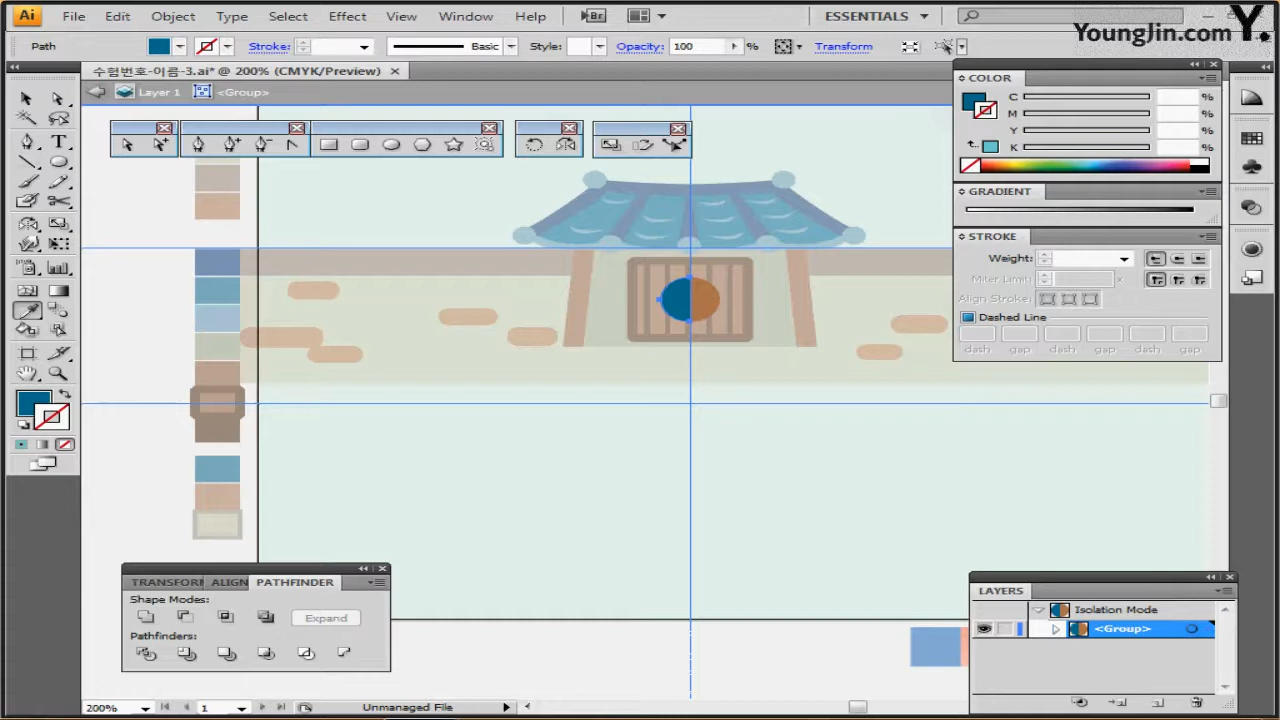 Ai File Edit Object Type Select Effect View Window Help Br ESSENTIALS
YoungJin.com Y.
Path Stroke: Basic Style: Opacity: 100 % Transform
수험번호-이름-3.ai* @ 200% (CMYK/Preview)
Layer 1 <Group>
COLOR
C %
M %
Y %
K %
GRADIENT
STROKE
Weight:
Miter Limit: x
Align Stroke:
Dashed Line
dash gap dash gap dash gap
TRANSFORM ALIGN PATHFINDER
Shape Modes:
Expand
Pathfinders:
LAYERS
Isolation Mode
<Group>
200% 1 Unmanaged File